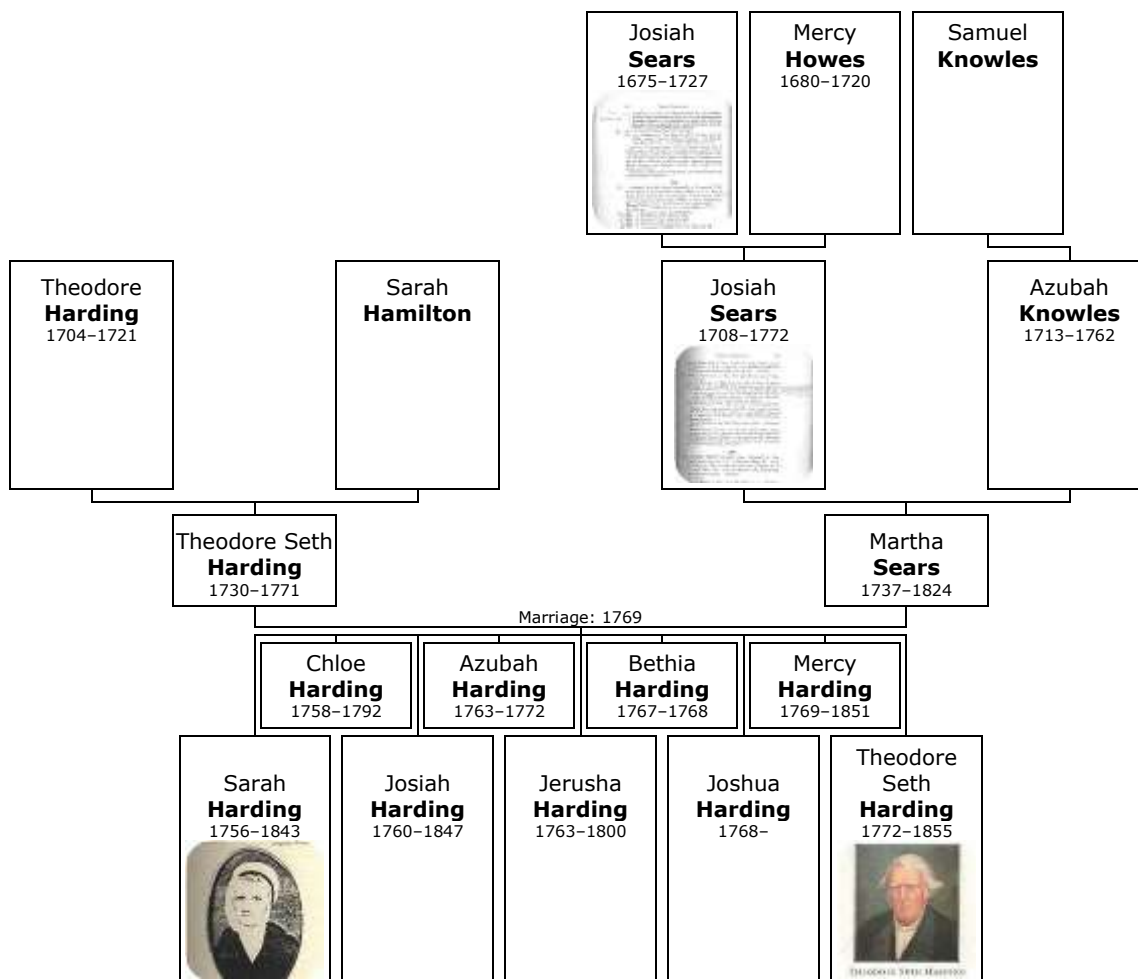 Josiah
Sears
1675–1727
Mercy
Howes
1680–1720
Samuel
Knowles
Theodore
Harding
1704–1721
Sarah
Hamilton
Josiah
Sears
1708–1772
Azubah
Knowles
1713–1762
Theodore Seth
Harding
1730–1771
Martha
Sears
1737–1824
Marriage: 1769
Chloe
Harding
1758–1792
Azubah
Harding
1763–1772
Bethia
Harding
1767–1768
Mercy
Harding
1769–1851
Sarah
Harding
1756–1843
Josiah
Harding
1760–1847
Jerusha
Harding
1763–1800
Joshua
Harding
1768–
Theodore
Seth
Harding
1772–1855
THEODORE SETH HARDING